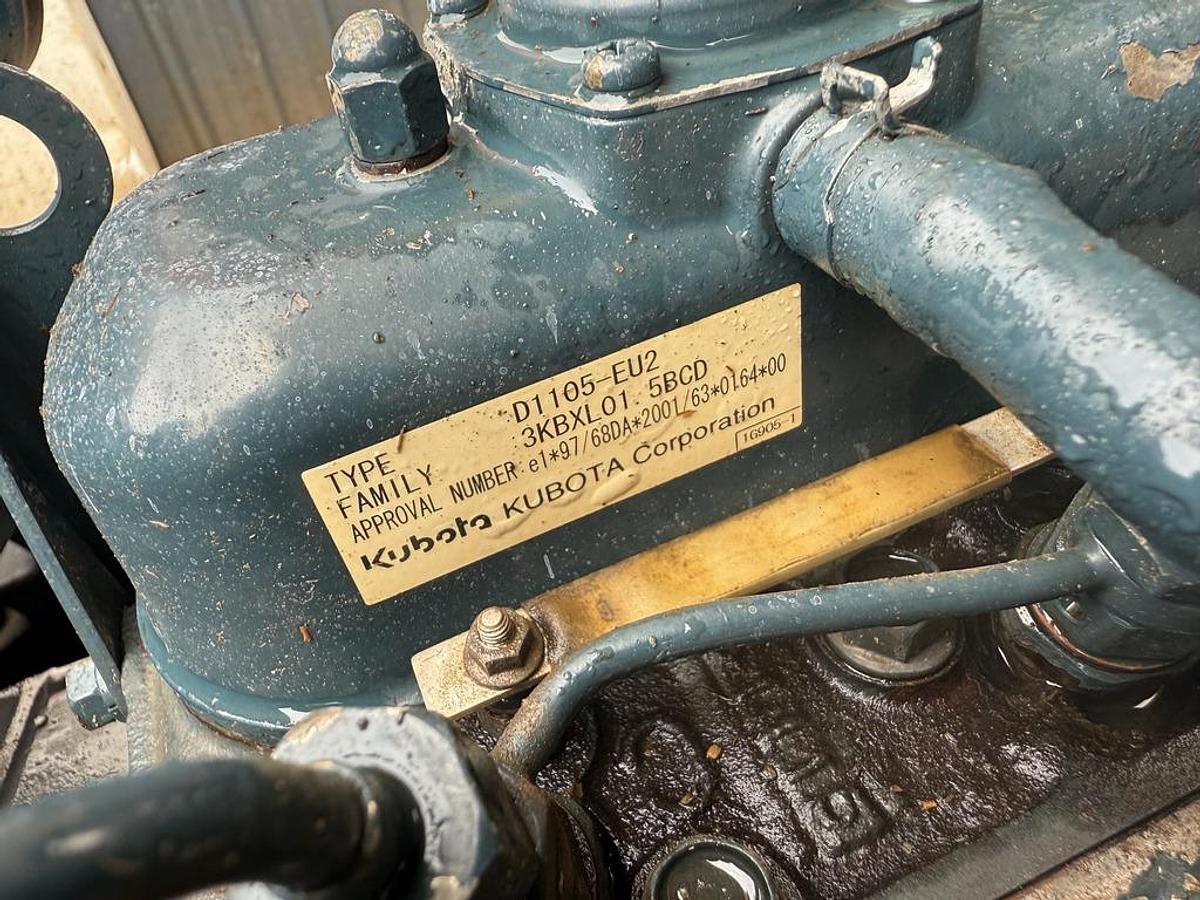 TYPE D1105-EU2
FAMILY 3KBXL01.5BCD
APPROVAL NUMBER:e1*97/68DA*2001/63*0164*00
Kubota KUBOTA Corporation
1G905-1